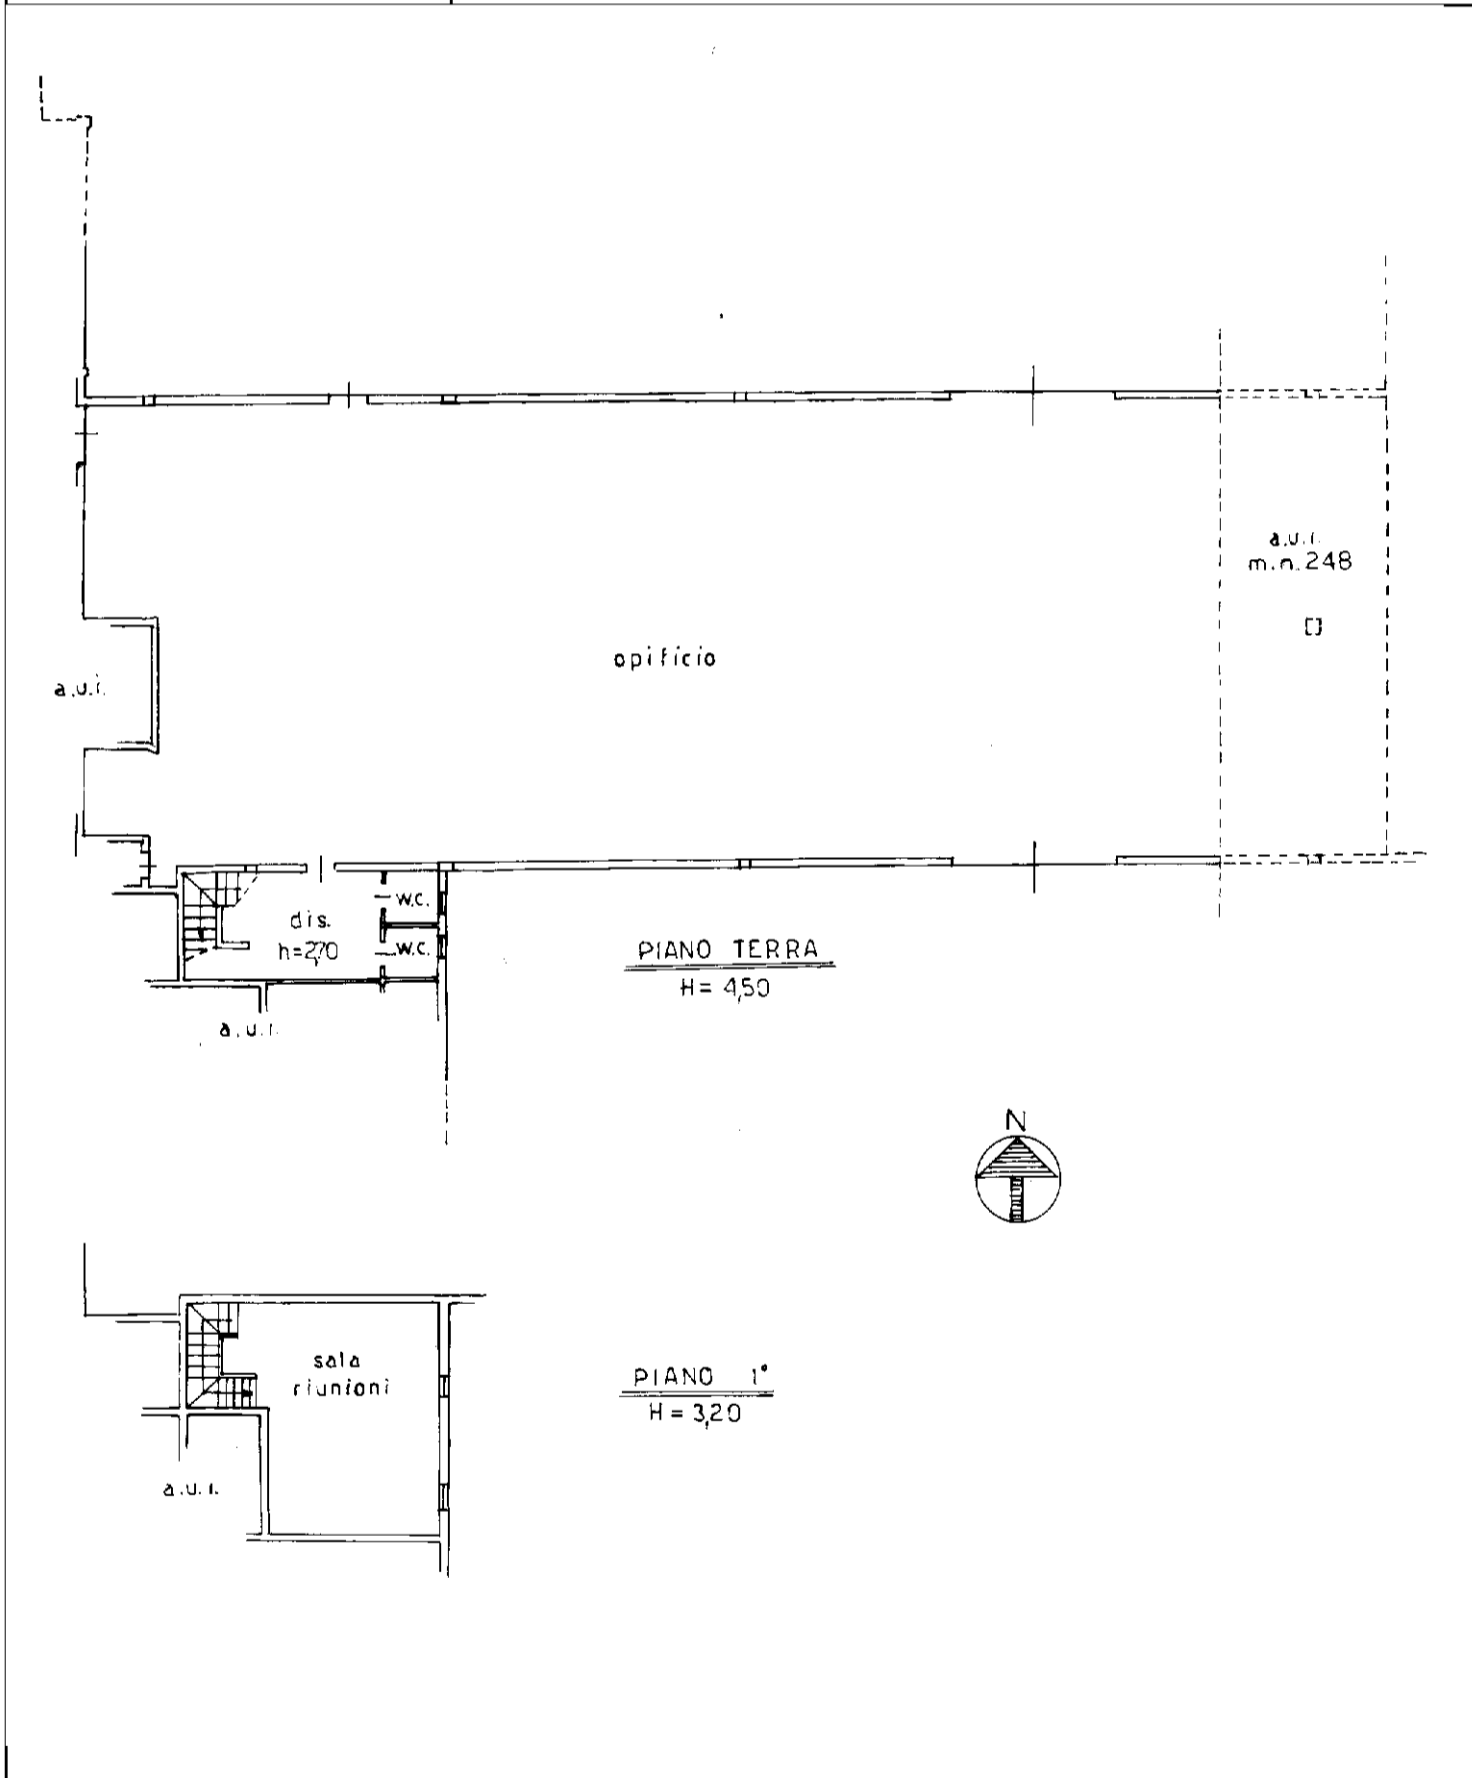 a.u.i.
m.n. 248
opificio
a.u.i.
w.c.
dis.
h=2,70
w.c.
PIANO TERRA
H= 4,50
a.u.i.
N
sala
riunioni
PIANO 1°
H = 3,20
a.u.i.